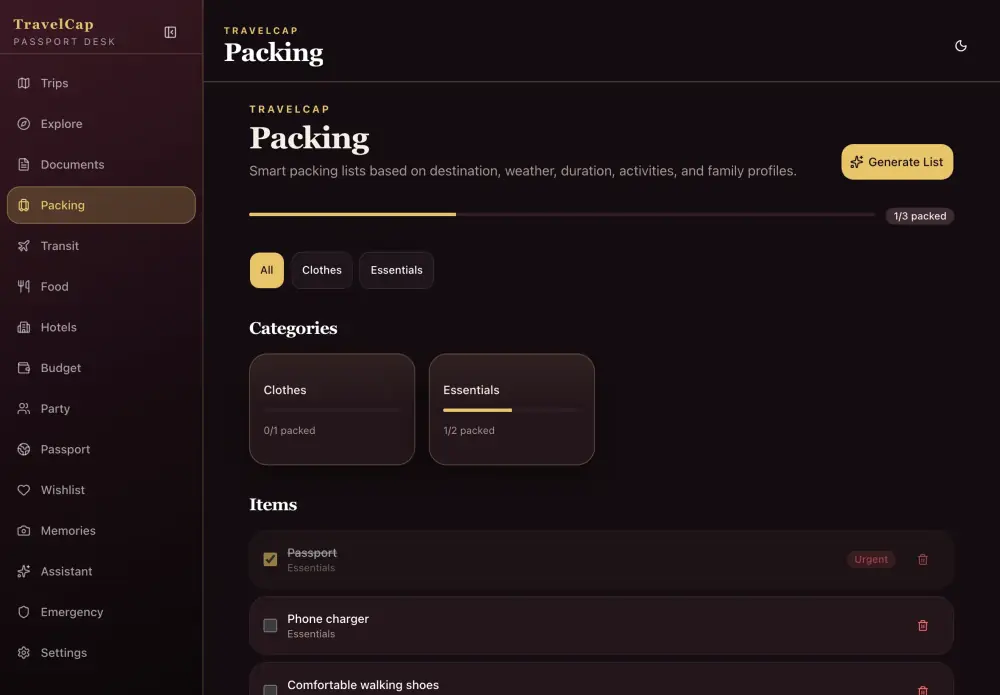 TravelCap
PASSPORT DESK
Trips
Explore
Documents
Packing
Transit
Food
Hotels
Budget
Party
Passport
Wishlist
Memories
Assistant
Emergency
Settings
TRAVELCAP
Packing
TRAVELCAP
Packing
Smart packing lists based on destination, weather, duration, activities, and family profiles.
Generate List
1/3 packed
All Clothes Essentials
Categories
Clothes
0/1 packed
Essentials
1/2 packed
Items
Passport
Essentials
Urgent
Phone charger
Essentials
Comfortable walking shoes